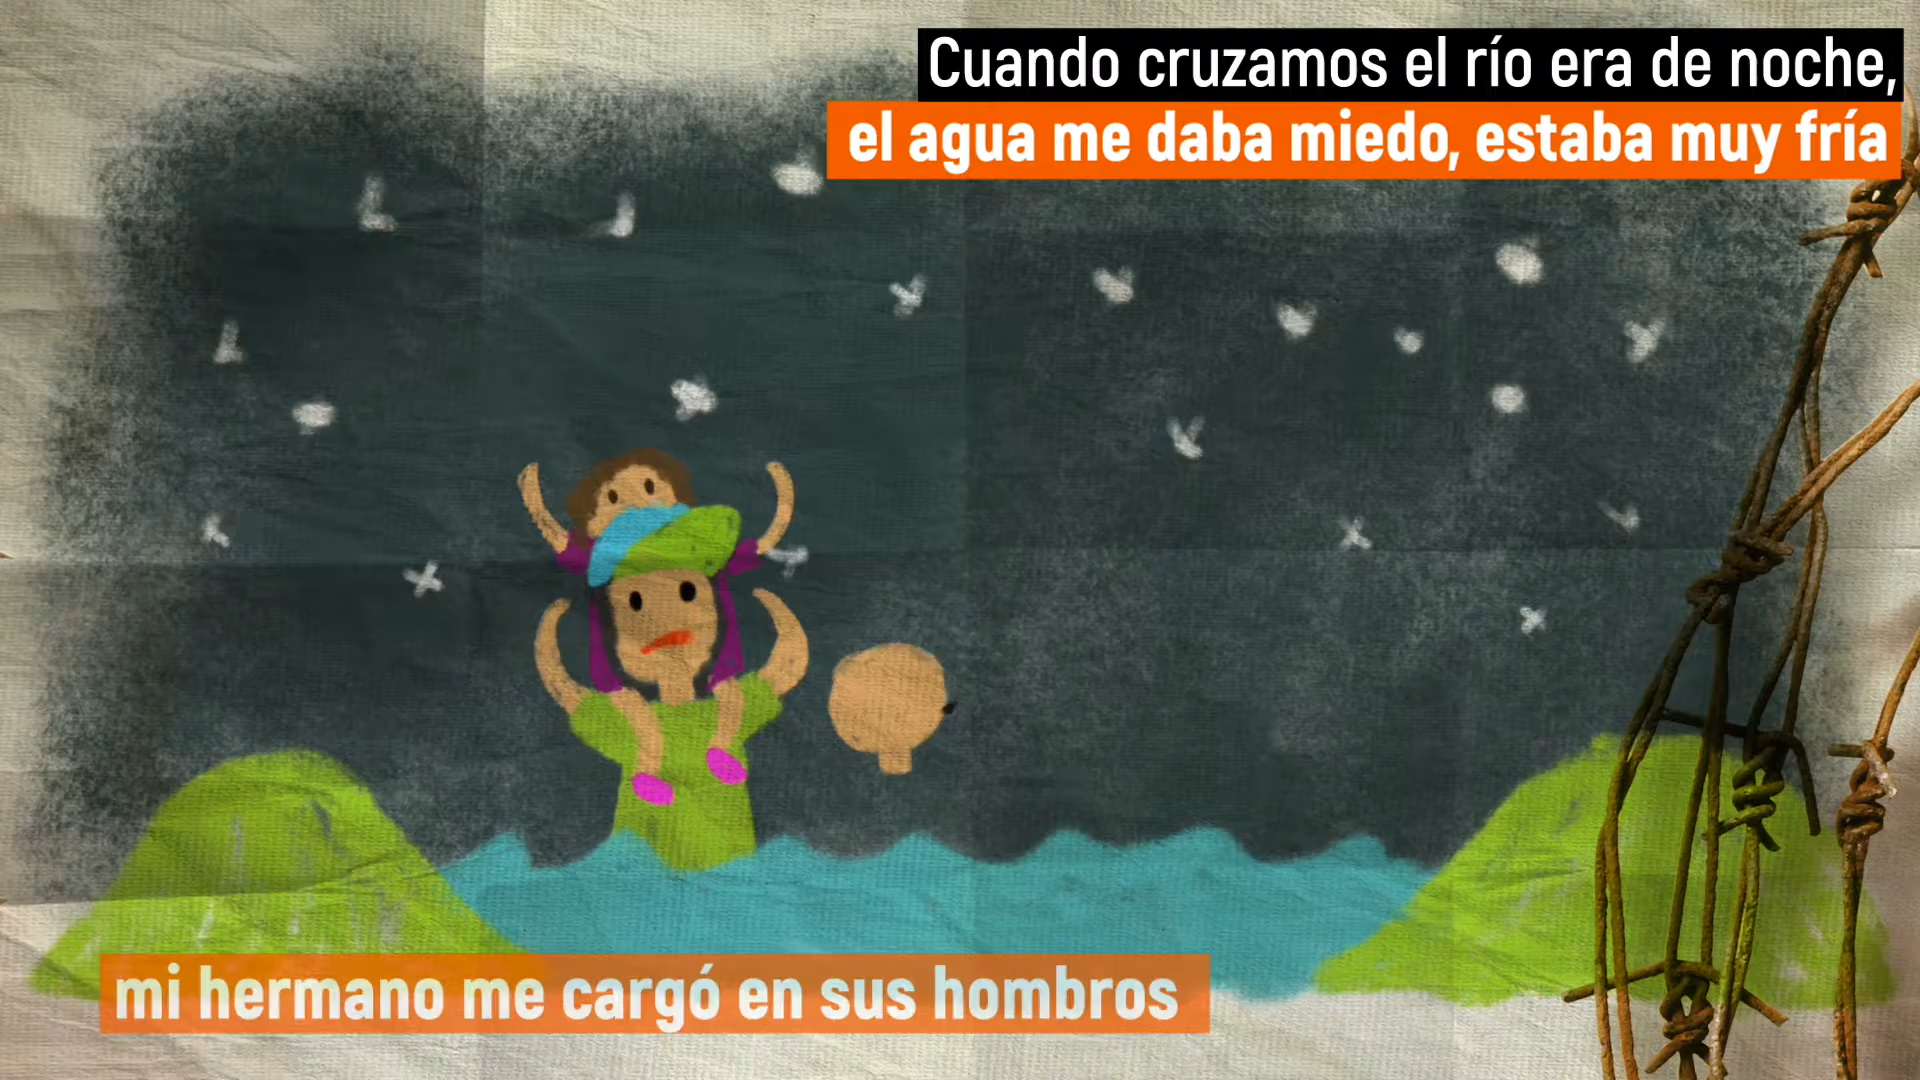 Cuando cruzamos el río era de noche,
el agua me daba miedo, estaba muy fría
mi hermano me cargó en sus hombros